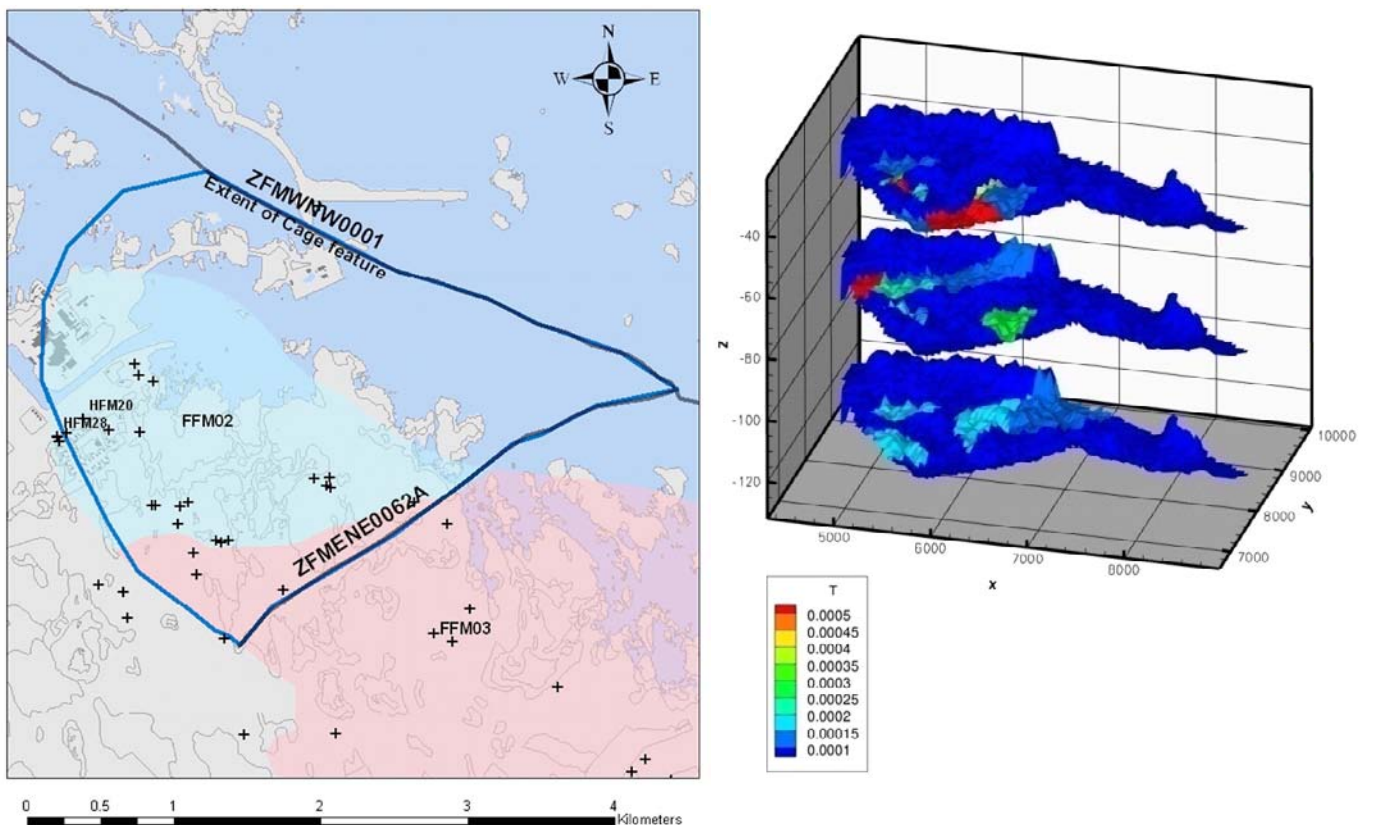 N
W E
S
ZFMWNW0001
Extent of Cage feature
HFM20
HFM28
FFM02
ZFMENE0062A
FFM03
0 0.5 1 2 3 4
Kilometers
z
-40
-60
-80
-100
-120
5000 6000 7000 8000
x
10000
9000
8000
7000
y
T
0.0005
0.00045
0.0004
0.00035
0.0003
0.00025
0.0002
0.00015
0.0001